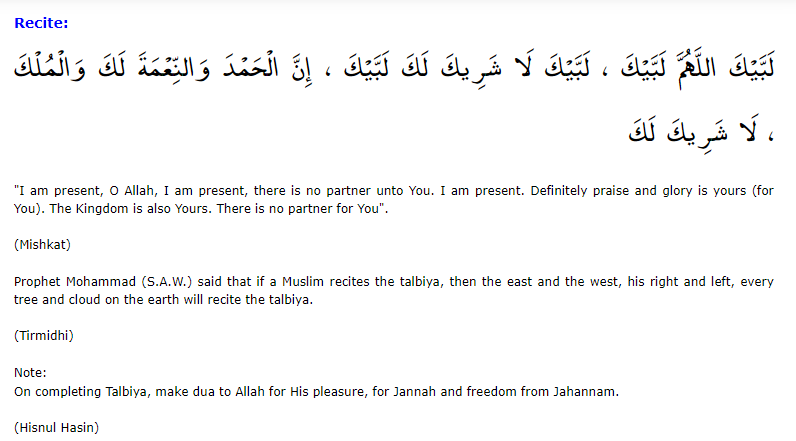 Recite:
لَبَّيْكَ اللَّهُمَّ لَبَّيْكَ ، لَبَّيْكَ لَا شَرِيكَ لَكَ لَبَّيْكَ ، إِنَّ الْحَمْدَ وَالنِّعْمَةَ لَكَ وَالْمُلْكَ
، لَا شَرِيكَ لَكَ
"I am present, O Allah, I am present, there is no partner unto You. I am present. Definitely praise and glory is yours (for
You). The Kingdom is also Yours. There is no partner for You".
(Mishkat)
Prophet Mohammad (S.A.W.) said that if a Muslim recites the talbiya, then the east and the west, his right and left, every
tree and cloud on the earth will recite the talbiya.
(Tirmidhi)
Note:
On completing Talbiya, make dua to Allah for His pleasure, for Jannah and freedom from Jahannam.
(Hisnul Hasin)